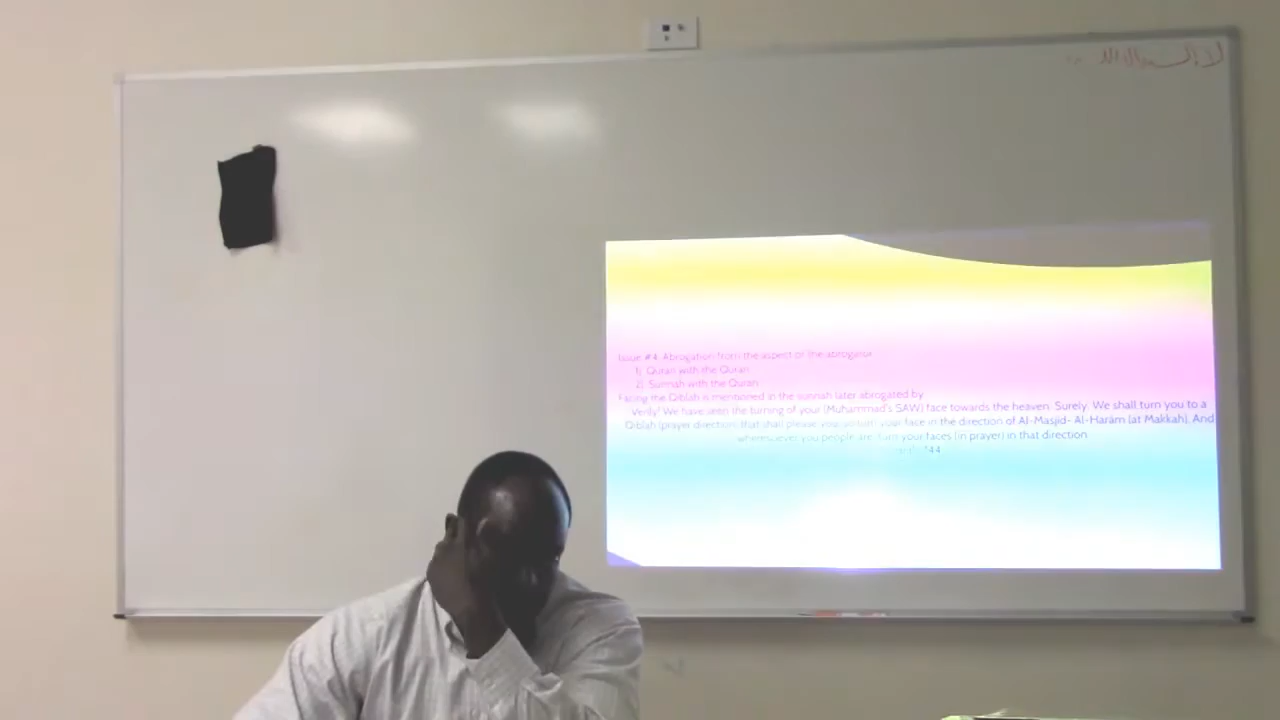 Issue #4: Abrogation from the aspect of the abrogator
1) Quran with the Quran
2) Sunnah with the Quran
Facing the Qiblah is mentioned in the sunnah later abrogated by
Verily! We have seen the turning of your (Muhammad's SAW) face towards the heaven. Surely, We shall turn you to a
Qiblah (prayer direction) that shall please you, so turn your face in the direction of Al-Masjid- Al-Harâm (at Makkah). And
wheresoever you people are, turn your faces (in prayer) in that direction
144